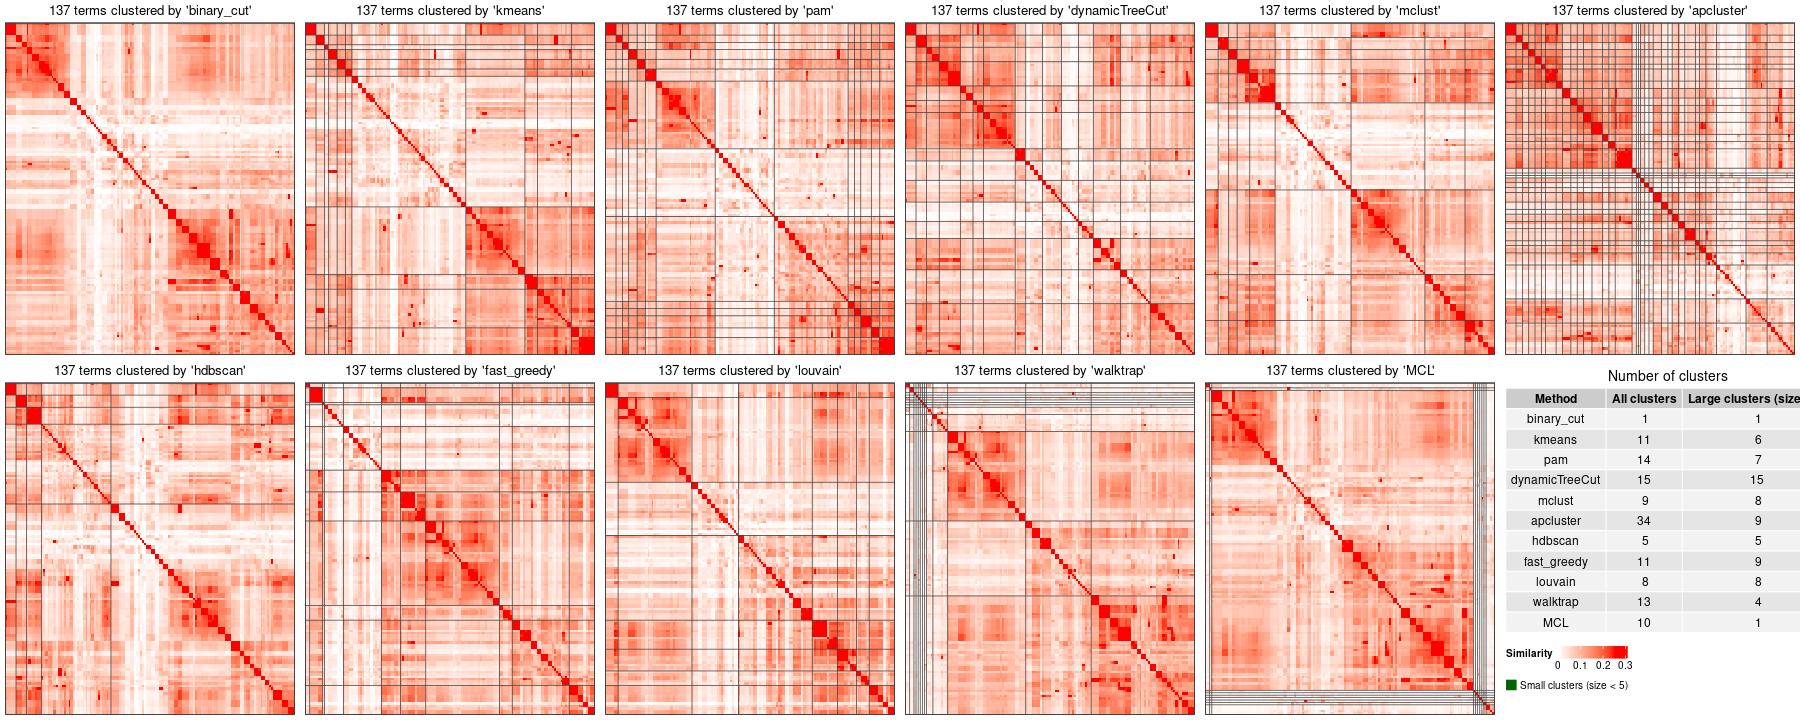 137 terms clustered by 'binary_cut'
137 terms clustered by 'kmeans'
137 terms clustered by 'pam'
137 terms clustered by 'dynamicTreeCut'
137 terms clustered by 'mclust'
137 terms clustered by 'apcluster'
137 terms clustered by 'hdbscan'
137 terms clustered by 'fast_greedy'
137 terms clustered by 'louvain'
137 terms clustered by 'walktrap'
137 terms clustered by 'MCL'
Number of clusters
Method All clusters Large clusters (size
binary_cut 1 1
kmeans 11 6
pam 14 7
dynamicTreeCut 15 15
mclust 9 8
apcluster 34 9
hdbscan 5 5
fast_greedy 11 9
louvain 8 8
walktrap 13 4
MCL 10 1
Similarity
0 0.1 0.2 0.3
Small clusters (size < 5)